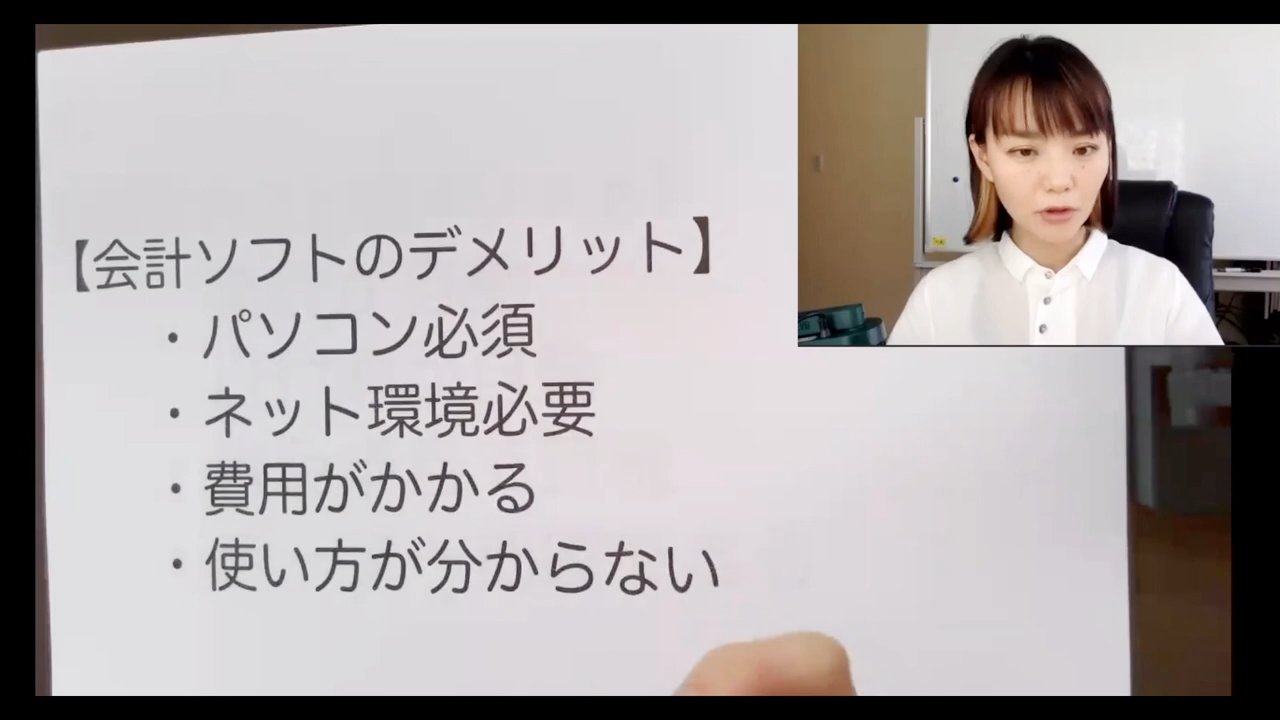 【会計ソフトのデメリット】
・パソコン必須
・ネット環境必要
・費用がかかる
・使い方が分からない